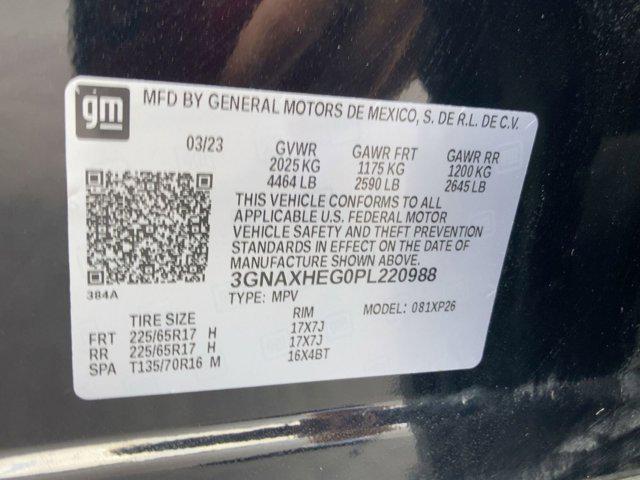 gm MFD BY GENERAL MOTORS DE MEXICO, S. DE R.L. DE C.V.
03/23 GVWR GAWR FRT GAWR RR
2025 KG 1175 KG 1200 KG
4464 LB 2590 LB 2645 LB
THIS VEHICLE CONFORMS TO ALL
APPLICABLE U.S. FEDERAL MOTOR
VEHICLE SAFETY AND THEFT PREVENTION
STANDARDS IN EFFECT ON THE DATE OF
MANUFACTURE SHOWN ABOVE.
3GNAXHEG0PL220988
384A
TYPE: MPV MODEL: 081XP26
TIRE SIZE RIM
FRT 225/65R17 H 17X7J
RR 225/65R17 H 17X7J
SPA T135/70R16 M 16X4BT